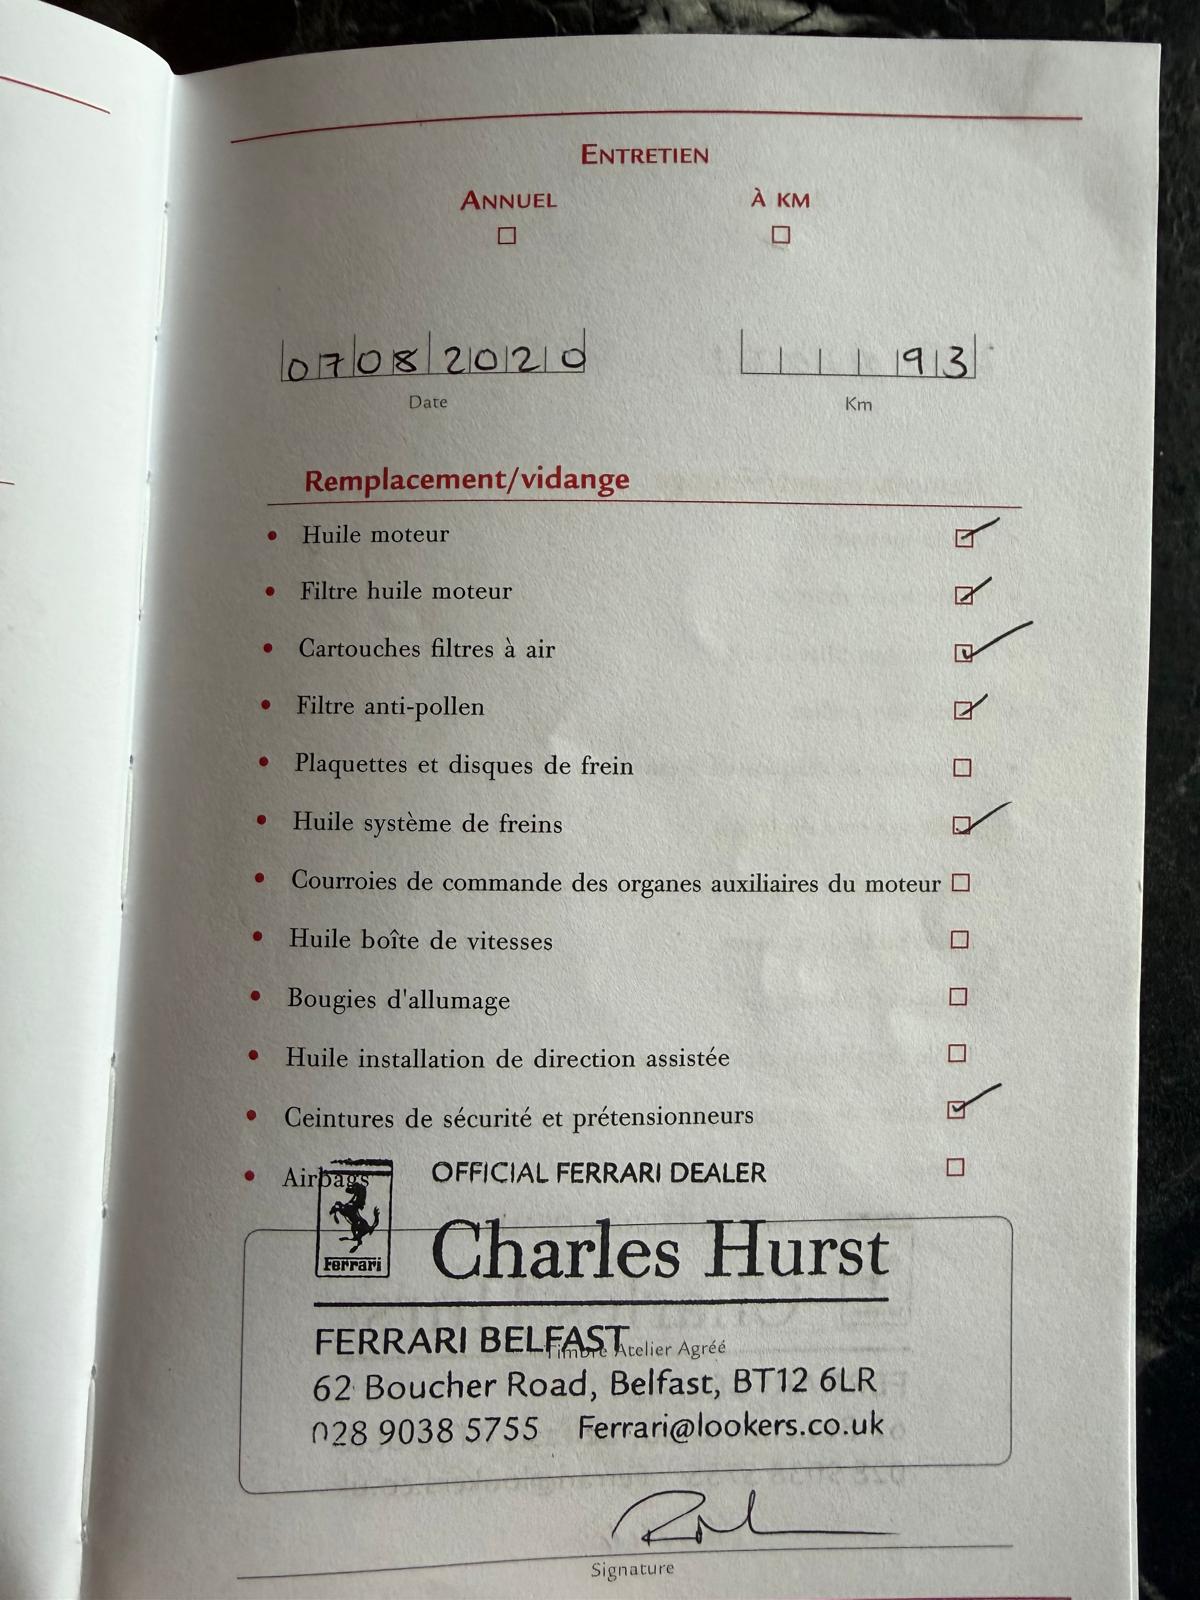 ENTRETIEN
ANNUEL À KM
07082020 93
Date Km
Remplacement/vidange
• Huile moteur
• Filtre huile moteur
• Cartouches filtres à air
• Filtre anti-pollen
• Plaquettes et disques de frein
• Huile système de freins
• Courroies de commande des organes auxiliaires du moteur
• Huile boîte de vitesses
• Bougies d'allumage
• Huile installation de direction assistée
• Ceintures de sécurité et prétensionneurs
• Airbags
OFFICIAL FERRARI DEALER
Ferrari
Charles Hurst
FERRARI BELFAST
Timbre Atelier Agréé
62 Boucher Road, Belfast, BT12 6LR
028 9038 5755 Ferrari@lookers.co.uk
Signature